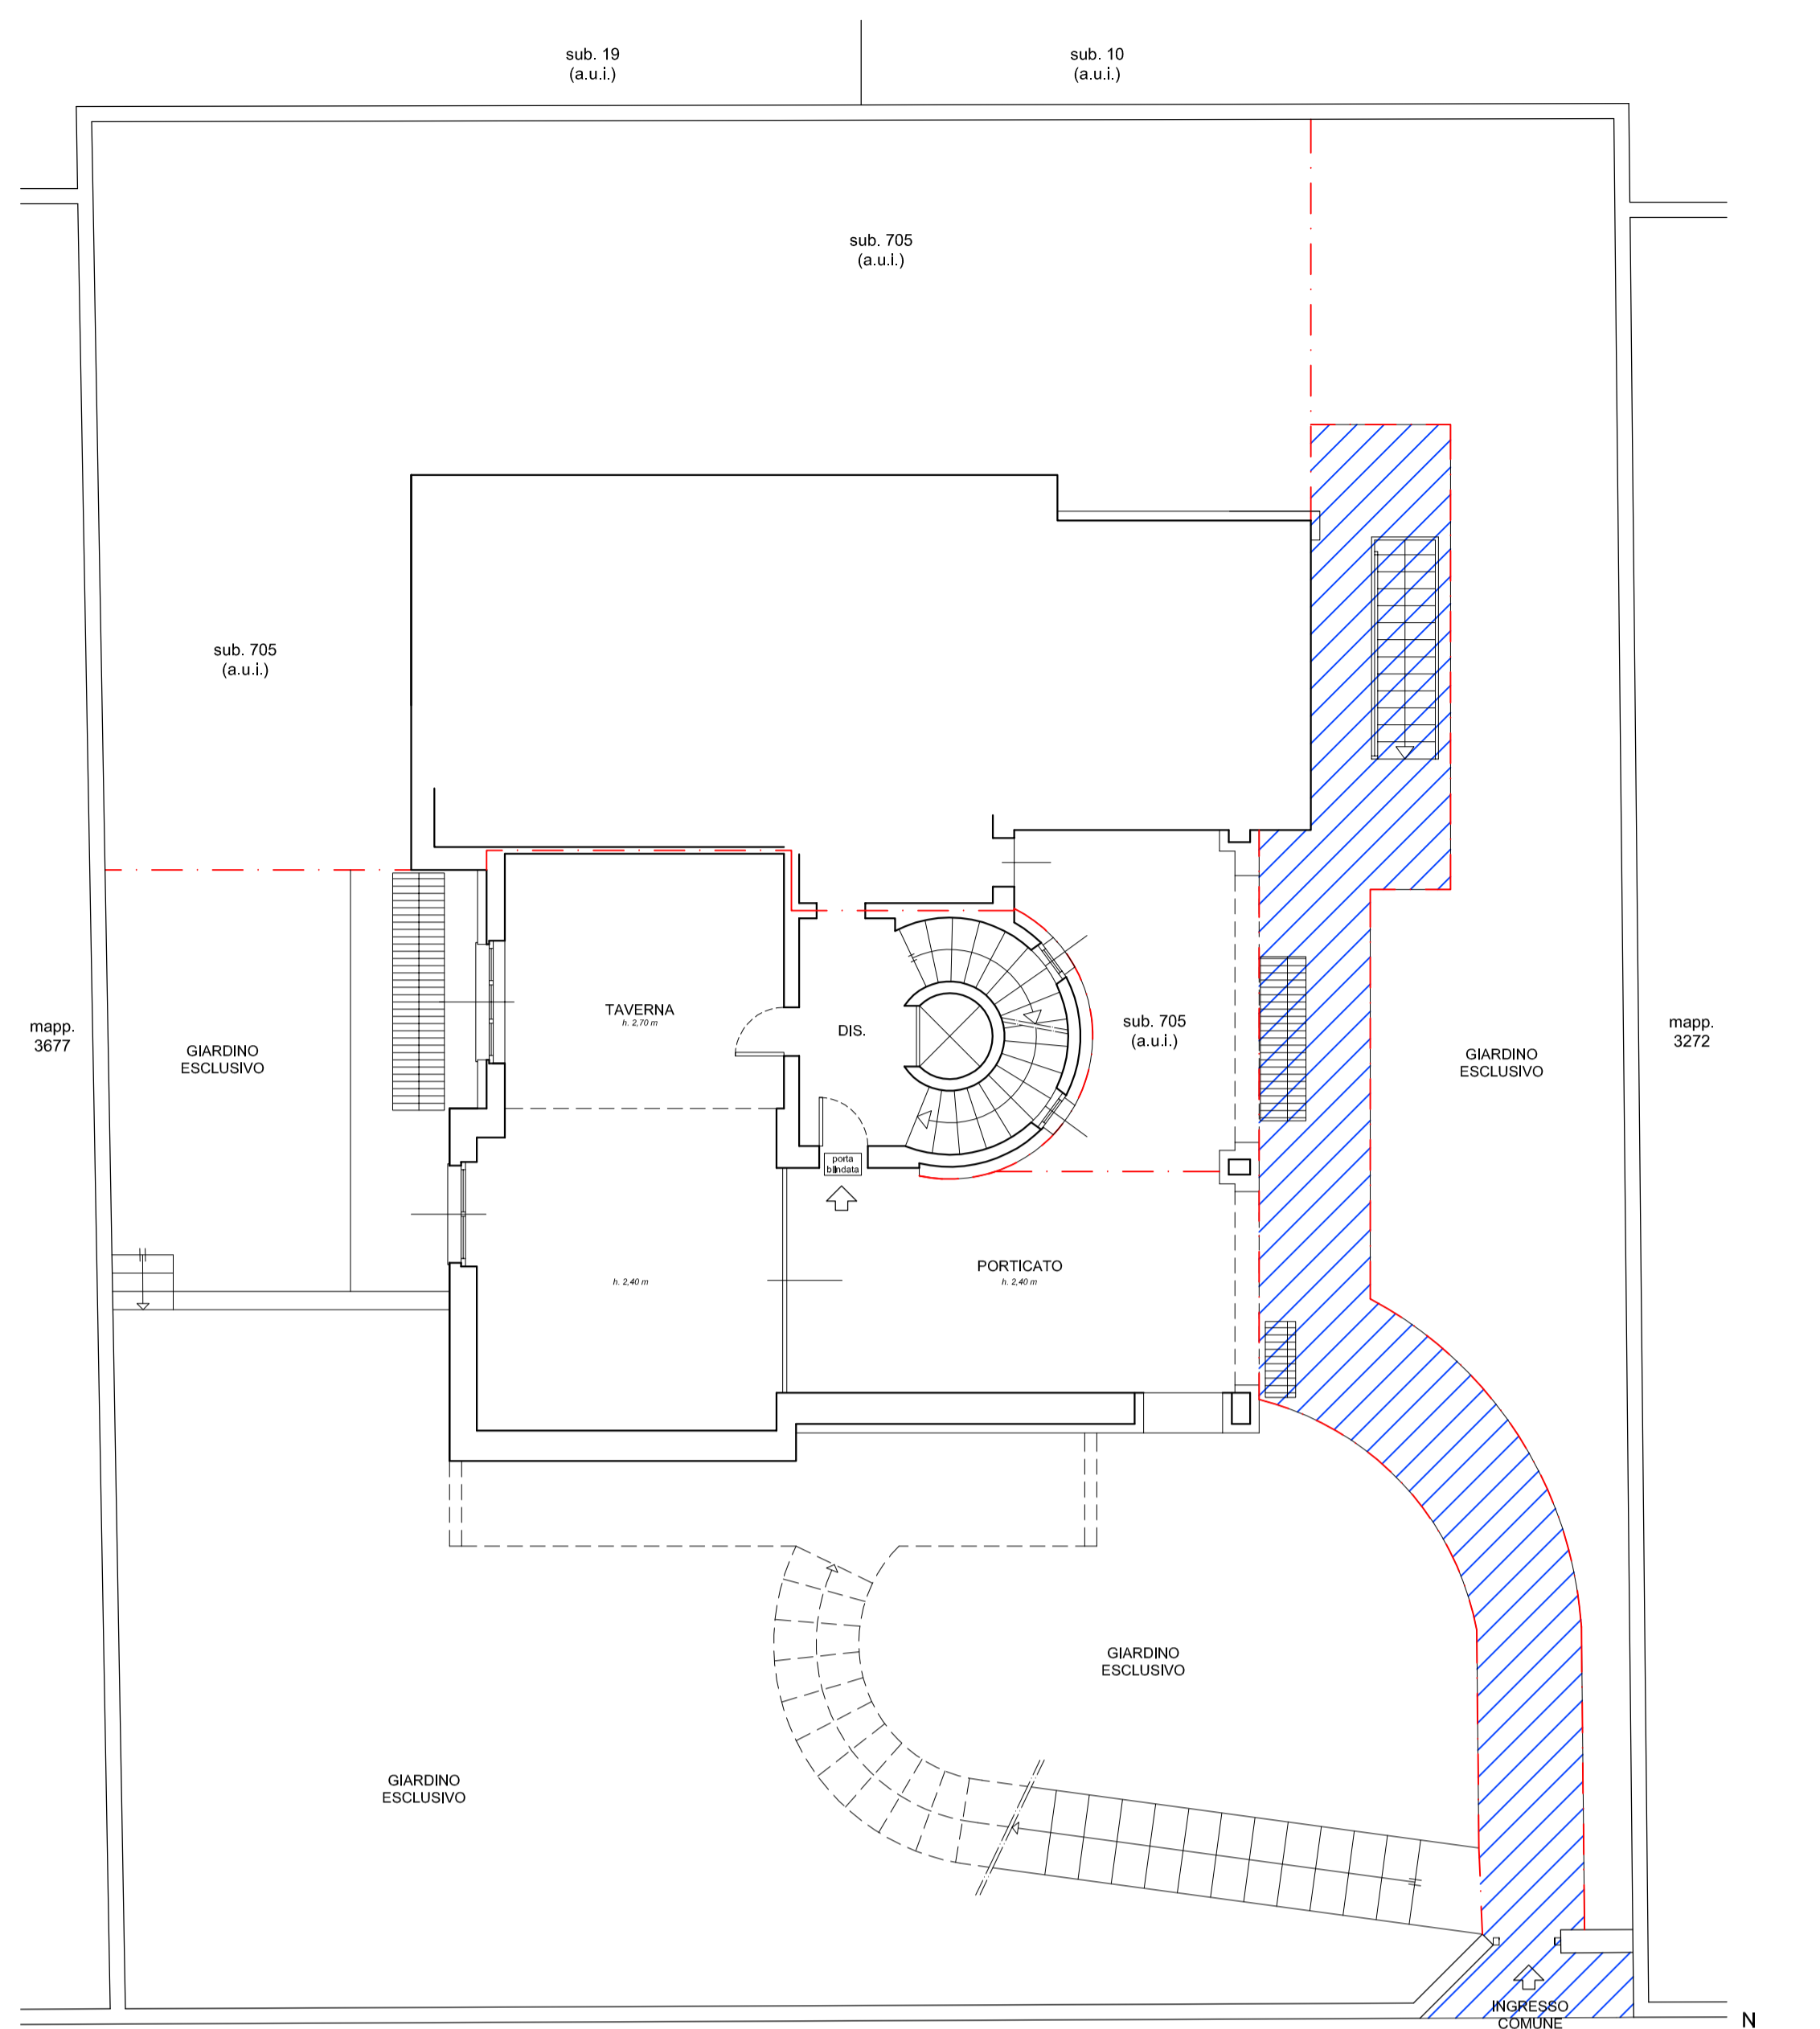 sub. 19
(a.u.i.)
sub. 10
(a.u.i.)
sub. 705
(a.u.i.)
sub. 705
(a.u.i.)
TAVERNA
h. 2,70 m
DIS.
sub. 705
(a.u.i.)
mapp.
3677
GIARDINO
ESCLUSIVO
GIARDINO
ESCLUSIVO
mapp.
3272
porta
blindata
h. 2,40 m
PORTICATO
h. 2,40 m
GIARDINO
ESCLUSIVO
GIARDINO
ESCLUSIVO
INGRESSO
COMUNE
N